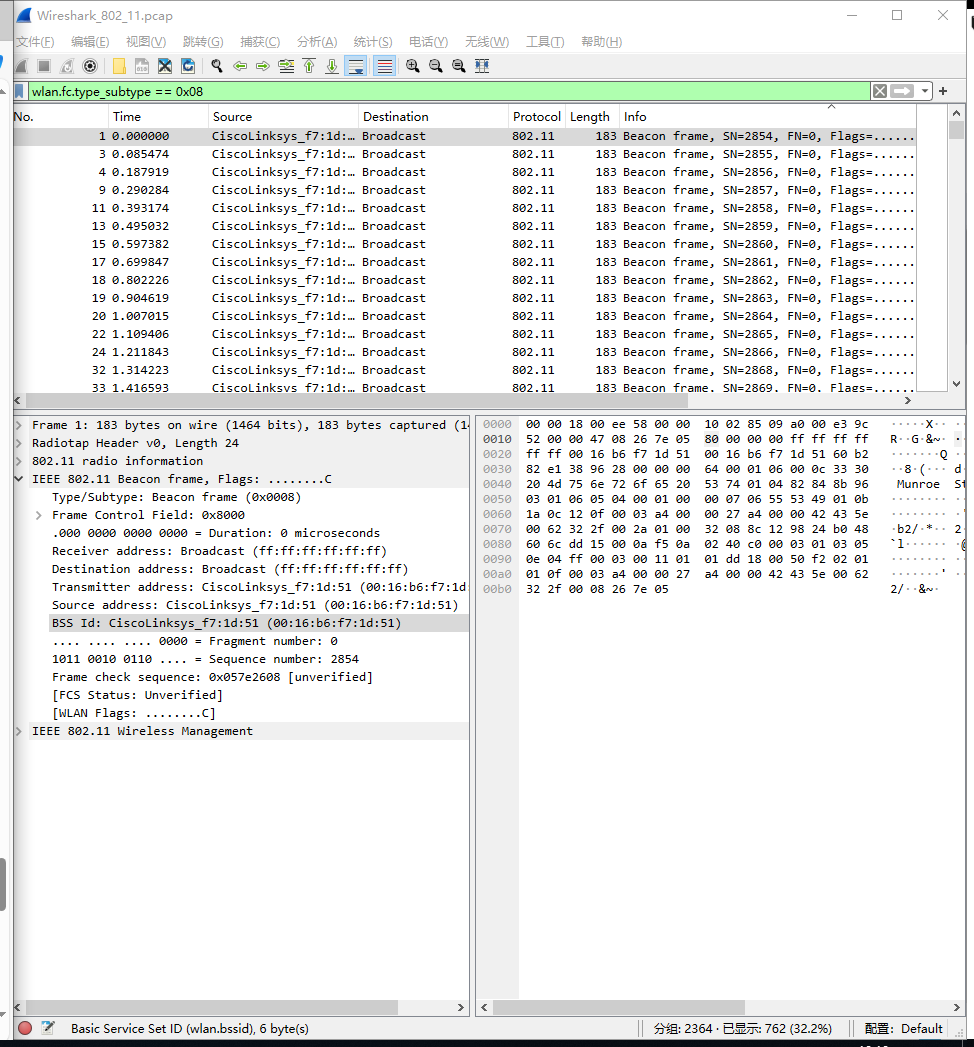 Wireshark_802_11.pcap
文件(F) 编辑(E) 视图(V) 跳转(G) 捕获(C) 分析(A) 统计(S) 电话(Y) 无线(W) 工具(T) 帮助(H)
wlan.fc.type_subtype == 0x08
No. Time Source Destination Protocol Length Info
1 0.000000 CiscoLinksys_f7:1d:… Broadcast 802.11 183 Beacon frame, SN=2854, FN=0, Flags=......
3 0.085474 CiscoLinksys_f7:1d:… Broadcast 802.11 183 Beacon frame, SN=2855, FN=0, Flags=......
4 0.187919 CiscoLinksys_f7:1d:… Broadcast 802.11 183 Beacon frame, SN=2856, FN=0, Flags=......
9 0.290284 CiscoLinksys_f7:1d:… Broadcast 802.11 183 Beacon frame, SN=2857, FN=0, Flags=......
11 0.393174 CiscoLinksys_f7:1d:… Broadcast 802.11 183 Beacon frame, SN=2858, FN=0, Flags=......
13 0.495032 CiscoLinksys_f7:1d:… Broadcast 802.11 183 Beacon frame, SN=2859, FN=0, Flags=......
15 0.597382 CiscoLinksys_f7:1d:… Broadcast 802.11 183 Beacon frame, SN=2860, FN=0, Flags=......
17 0.699847 CiscoLinksys_f7:1d:… Broadcast 802.11 183 Beacon frame, SN=2861, FN=0, Flags=......
18 0.802226 CiscoLinksys_f7:1d:… Broadcast 802.11 183 Beacon frame, SN=2862, FN=0, Flags=......
19 0.904619 CiscoLinksys_f7:1d:… Broadcast 802.11 183 Beacon frame, SN=2863, FN=0, Flags=......
20 1.007015 CiscoLinksys_f7:1d:… Broadcast 802.11 183 Beacon frame, SN=2864, FN=0, Flags=......
22 1.109406 CiscoLinksys_f7:1d:… Broadcast 802.11 183 Beacon frame, SN=2865, FN=0, Flags=......
24 1.211843 CiscoLinksys_f7:1d:… Broadcast 802.11 183 Beacon frame, SN=2866, FN=0, Flags=......
32 1.314223 CiscoLinksys_f7:1d:… Broadcast 802.11 183 Beacon frame, SN=2868, FN=0, Flags=......
33 1.416593 CiscoLinksys_f7:1d:… Broadcast 802.11 183 Beacon frame, SN=2869, FN=0, Flags=......
Frame 1: 183 bytes on wire (1464 bits), 183 bytes captured (14
Radiotap Header v0, Length 24
802.11 radio information
IEEE 802.11 Beacon frame, Flags: ........C
Type/Subtype: Beacon frame (0x0008)
Frame Control Field: 0x8000
.000 0000 0000 0000 = Duration: 0 microseconds
Receiver address: Broadcast (ff:ff:ff:ff:ff:ff)
Destination address: Broadcast (ff:ff:ff:ff:ff:ff)
Transmitter address: CiscoLinksys_f7:1d:51 (00:16:b6:f7:1d:
Source address: CiscoLinksys_f7:1d:51 (00:16:b6:f7:1d:51)
BSS Id: CiscoLinksys_f7:1d:51 (00:16:b6:f7:1d:51)
.... .... .... 0000 = Fragment number: 0
1011 0010 0110 .... = Sequence number: 2854
Frame check sequence: 0x057e2608 [unverified]
[FCS Status: Unverified]
[WLAN Flags: ........C]
IEEE 802.11 Wireless Management
0000 00 00 18 00 ee 58 00 00 10 02 85 09 a0 00 e3 9c ·····X··
0010 52 00 00 47 08 26 7e 05 80 00 00 00 ff ff ff ff R··G·&~· ··
0020 ff ff 00 16 b6 f7 1d 51 00 16 b6 f7 1d 51 60 b2 ·······Q ··
0030 82 e1 38 96 28 00 00 00 64 00 01 06 00 0c 33 30 ··8·(··· d·
0040 20 4d 75 6e 72 6f 65 20 53 74 01 04 82 84 8b 96 Munroe St
0050 03 01 06 05 04 00 01 00 00 07 06 55 53 49 01 0b ········
0060 1a 0c 12 0f 00 03 a4 00 00 27 a4 00 00 42 43 5e ········ '
0070 00 62 32 2f 00 2a 01 00 32 08 8c 12 98 24 b0 48 ·b2/·*·· 2·
0080 60 6c dd 15 00 0a f5 0a 02 40 c0 00 03 01 03 05 `l······ @
0090 0e 04 ff 00 03 00 11 01 01 dd 18 00 50 f2 02 01 ········
00a0 01 0f 00 03 a4 00 00 27 a4 00 00 42 43 5e 00 62 ·······' ··
00b0 32 2f 00 08 26 7e 05 2/··&~·
Basic Service Set ID (wlan.bssid), 6 byte(s) 分组: 2364 · 已显示: 762 (32.2%) 配置: Default